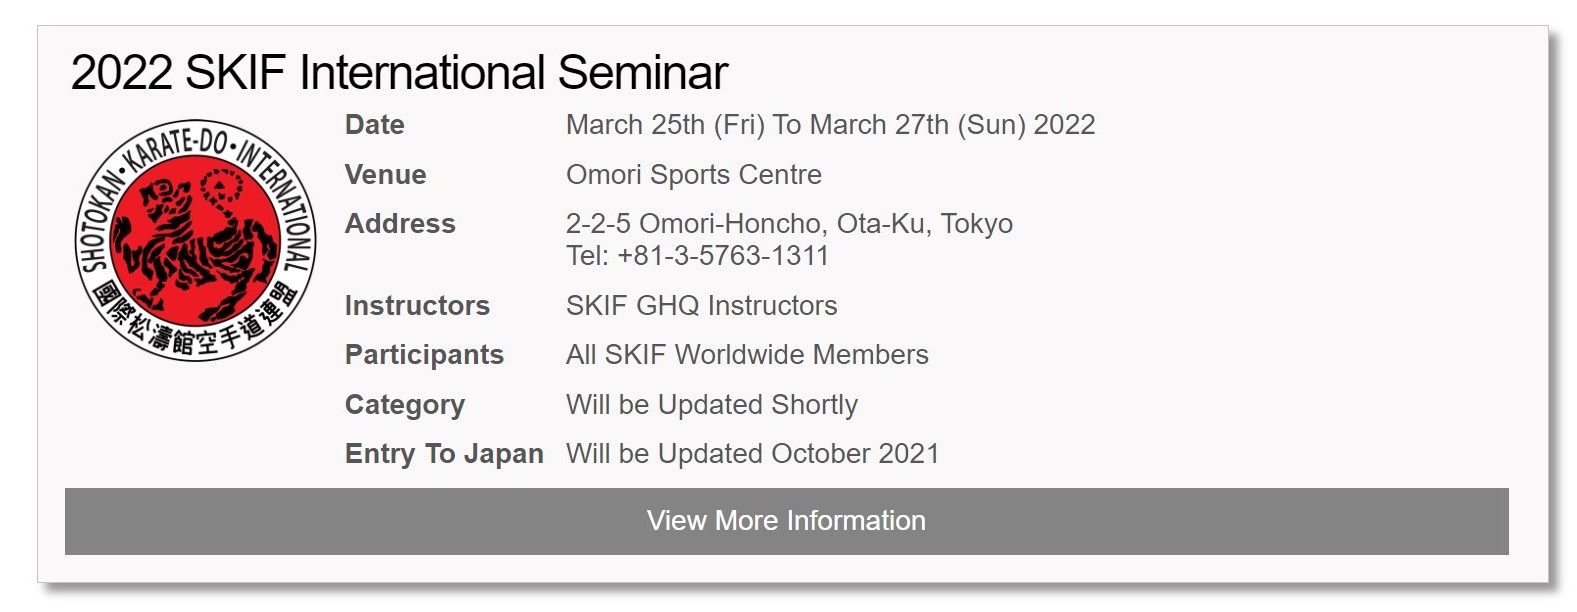 2022 SKIF International Seminar
SHOTOKAN・KARATE-DO・INTERNATIONAL
國際松濤館空手道連盟
Date March 25th (Fri) To March 27th (Sun) 2022
Venue Omori Sports Centre
Address 2-2-5 Omori-Honcho, Ota-Ku, Tokyo
Tel: +81-3-5763-1311
Instructors SKIF GHQ Instructors
Participants All SKIF Worldwide Members
Category Will be Updated Shortly
Entry To Japan Will be Updated October 2021
View More Information